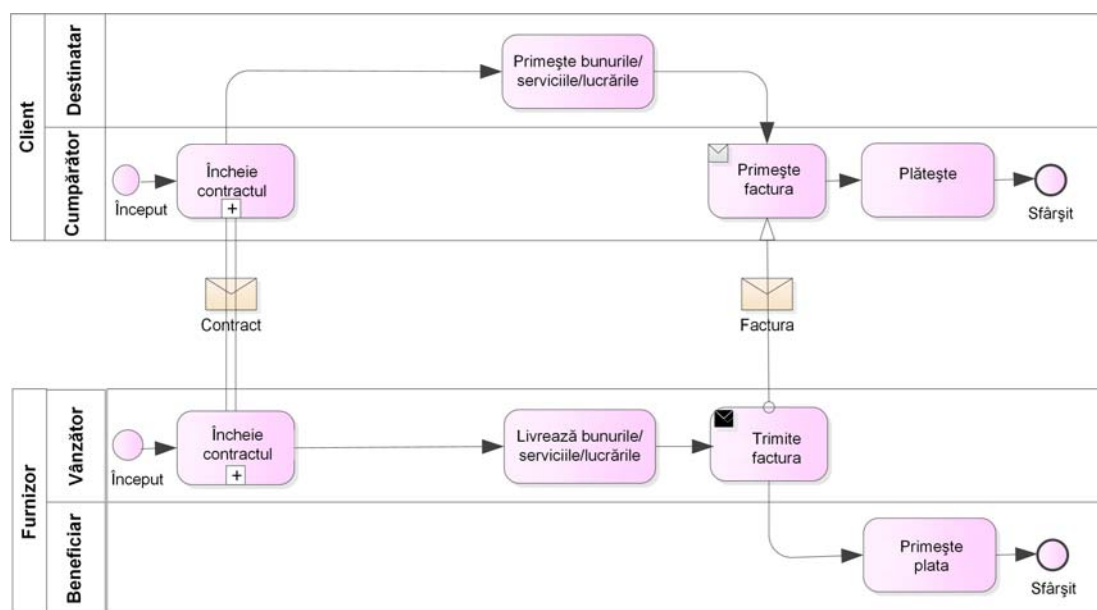 Client
Destinatar
Primeşte bunurile/
serviciile/lucrările
Cumpărător
Început
Încheie
contractul
Primeşte
factura
Plăteşte
Sfârşit
Contract
Factura
Furnizor
Vânzător
Început
Încheie
contractul
Livrează bunurile/
serviciile/lucrările
Trimite
factura
Beneficiar
Primeşte
plata
Sfârşit